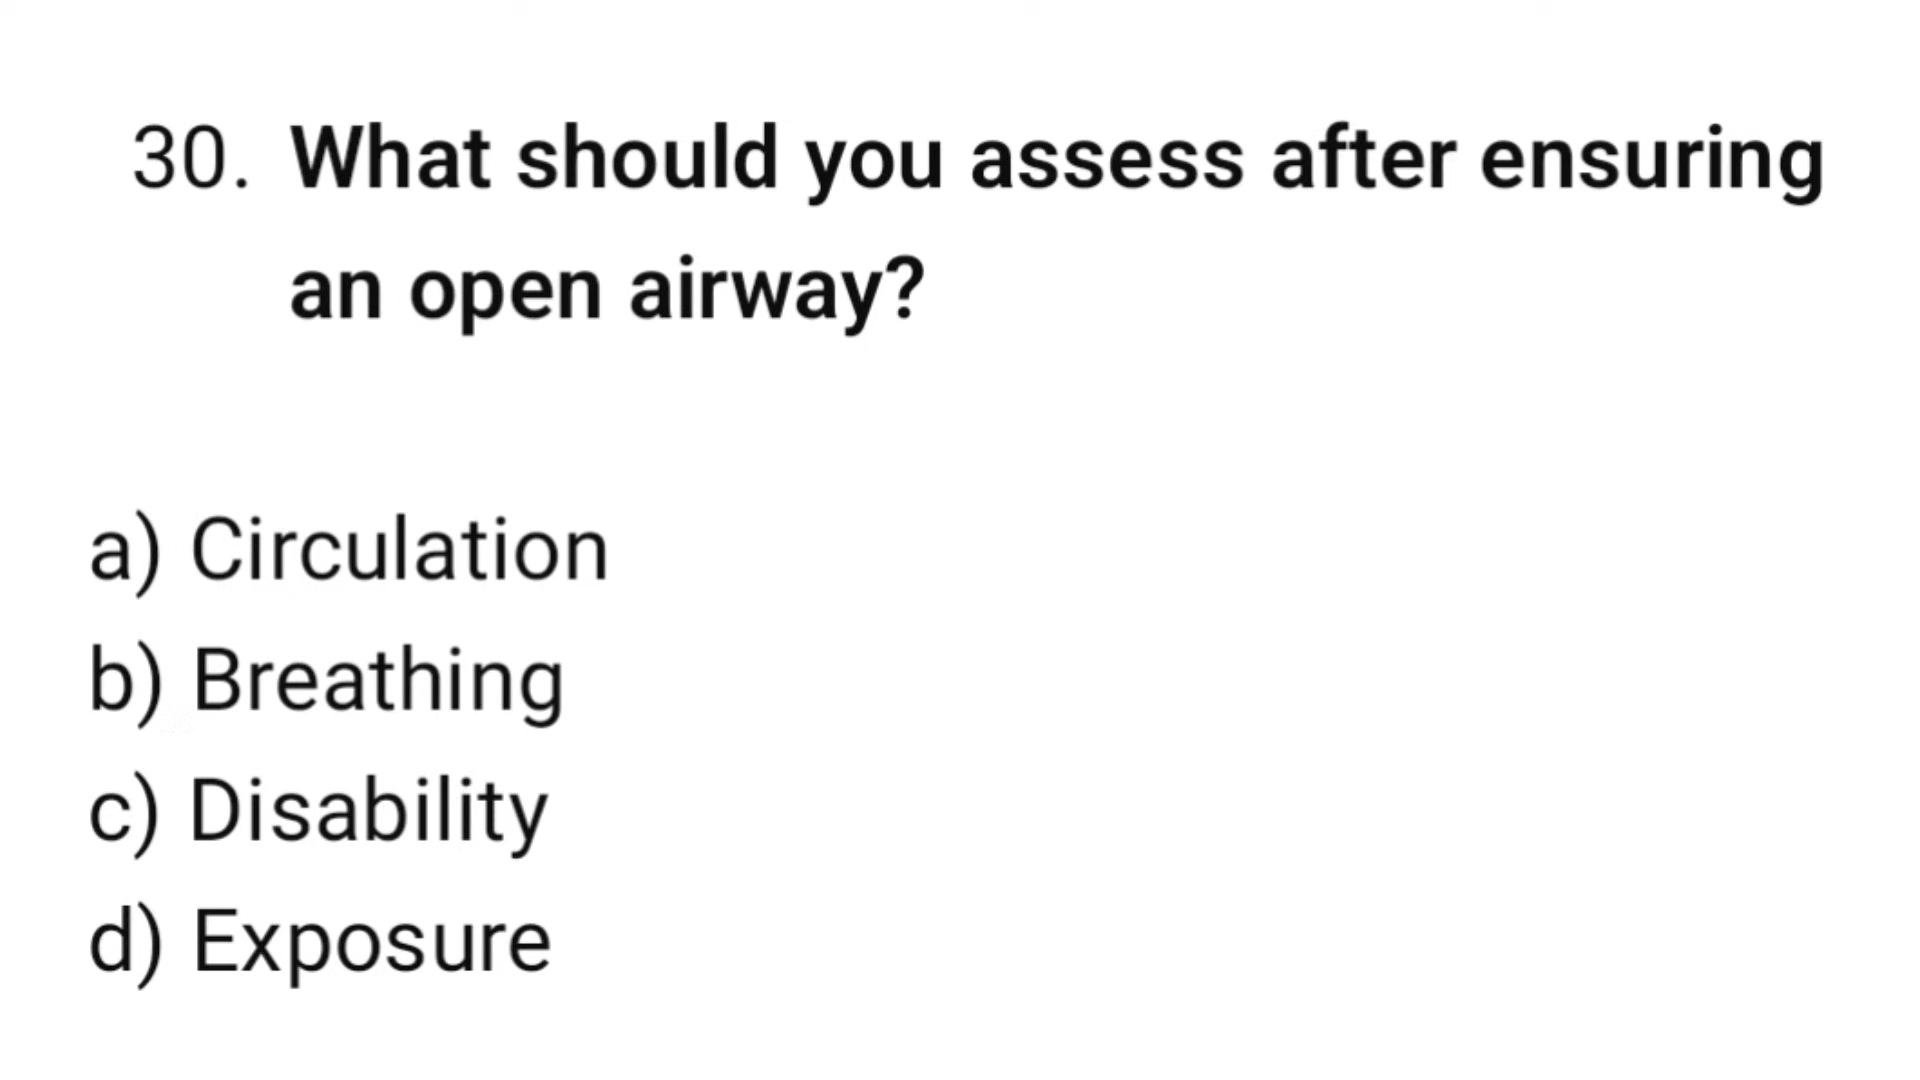 30. What should you assess after ensuring
an open airway?
a) Circulation
b) Breathing
c) Disability
d) Exposure